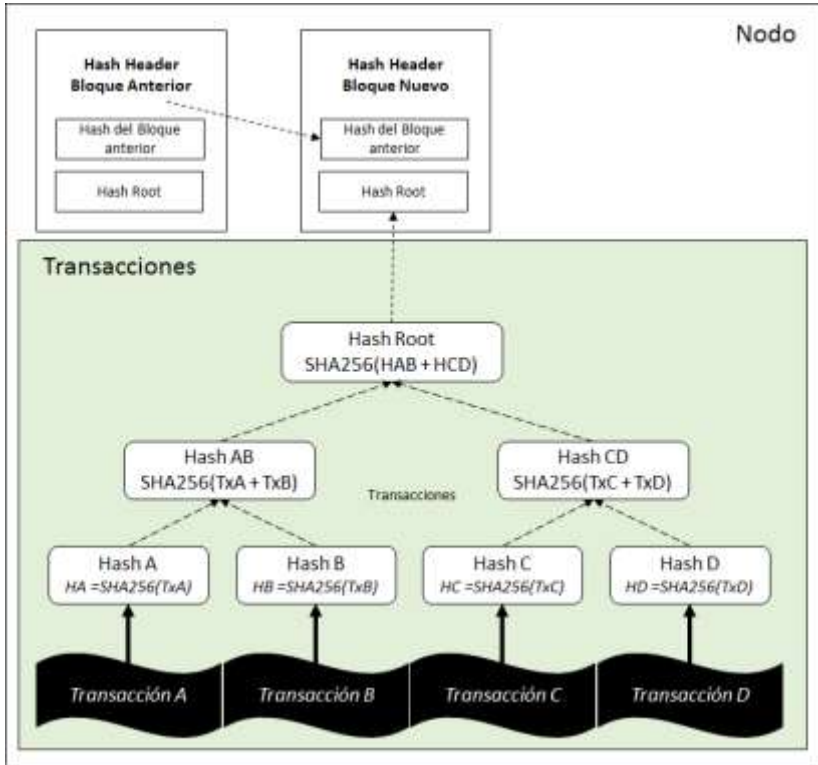 Nodo
Hash Header
Bloque Anterior
Hash del Bloque
anterior
Hash Root
Hash Header
Bloque Nuevo
Hash del Bloque
anterior
Hash Root
Transacciones
Hash Root
SHA256(HAB + HCD)
Hash AB
SHA256(TxA + TxB)
Hash CD
SHA256(TxC + TxD)
Transacciones
Hash A
HA =SHA256(TxA)
Hash B
HB =SHA256(TxB)
Hash C
HC =SHA256(TxC)
Hash D
HD =SHA256(TxD)
Transacción A
Transacción B
Transacción C
Transacción D